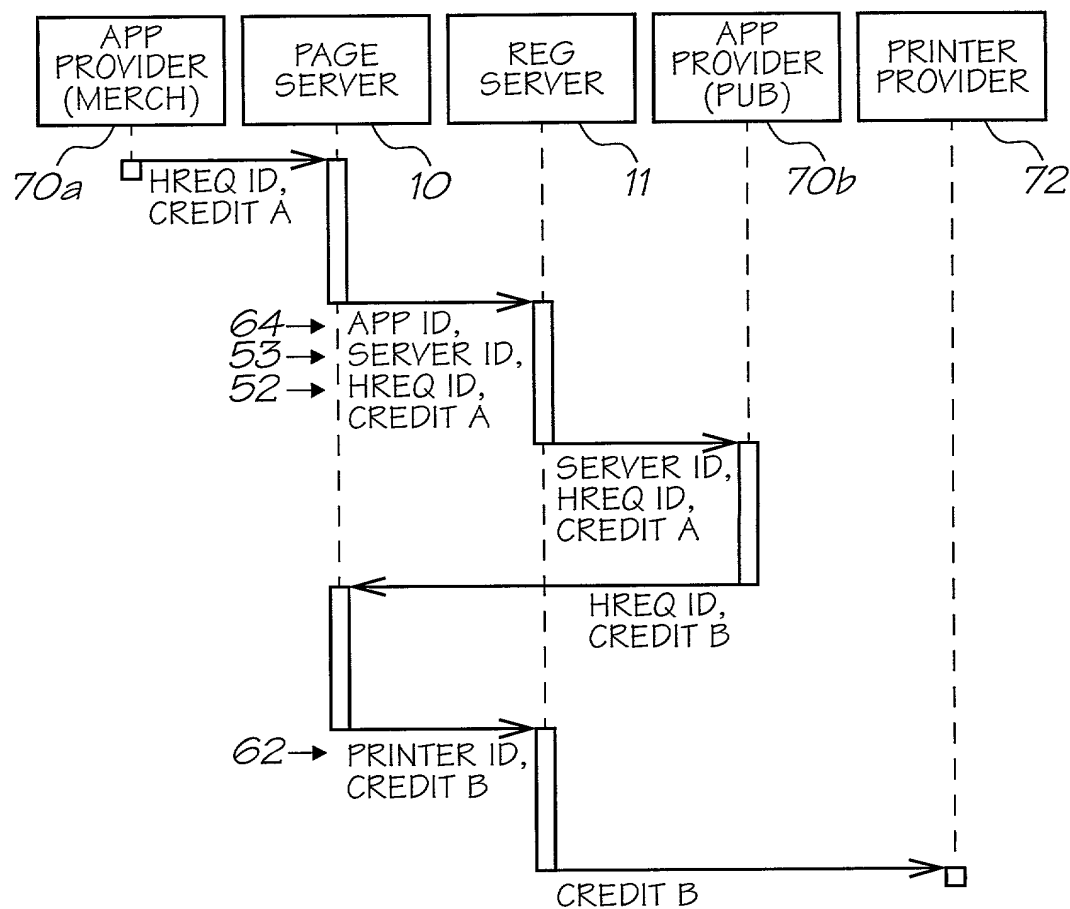 APP
PROVIDER
(MERCH)
PAGE
SERVER
REG
SERVER
APP
PROVIDER
(PUB)
PRINTER
PROVIDER
70a
10
11
70b
72
HREQ ID,
CREDIT A
64
APP ID,
53
SERVER ID,
52
HREQ ID,
CREDIT A
SERVER ID,
HREQ ID,
CREDIT A
HREQ ID,
CREDIT B
62
PRINTER ID,
CREDIT B
CREDIT B